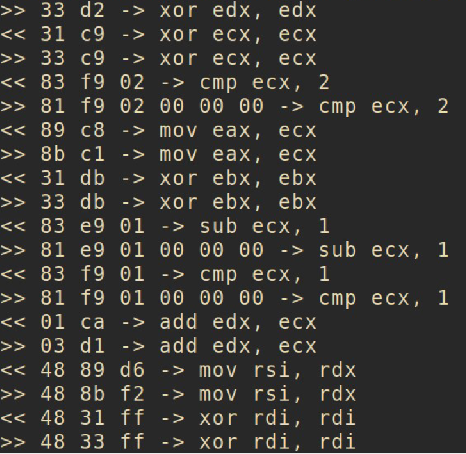 >> 33 d2 -> xor edx, edx
<< 31 c9 -> xor ecx, ecx
>> 33 c9 -> xor ecx, ecx
<< 83 f9 02 -> cmp ecx, 2
>> 81 f9 02 00 00 00 -> cmp ecx, 2
<< 89 c8 -> mov eax, ecx
>> 8b c1 -> mov eax, ecx
<< 31 db -> xor ebx, ebx
>> 33 db -> xor ebx, ebx
<< 83 e9 01 -> sub ecx, 1
>> 81 e9 01 00 00 00 -> sub ecx, 1
<< 83 f9 01 -> cmp ecx, 1
>> 81 f9 01 00 00 00 -> cmp ecx, 1
<< 01 ca -> add edx, ecx
>> 03 d1 -> add edx, ecx
<< 48 89 d6 -> mov rsi, rdx
>> 48 8b f2 -> mov rsi, rdx
<< 48 31 ff -> xor rdi, rdi
>> 48 33 ff -> xor rdi, rdi